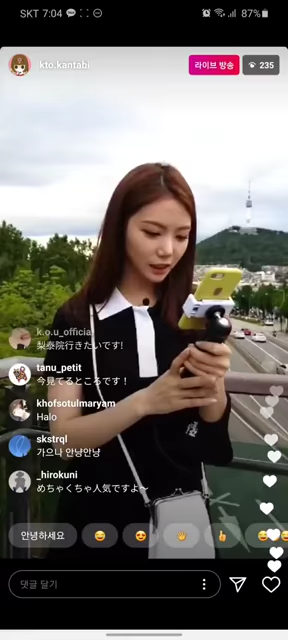 SKT 7:04
87%
kto.kantabi
라이브 방송
235
k.o.u_official
梨泰院行きたいです!
tanu_petit
今見てるところです！
khofsotulmaryam
Halo
skstrql
가으나 안냥안냥
_hirokuni
めちゃくちゃ人気ですよ〜
안녕하세요
댓글 달기